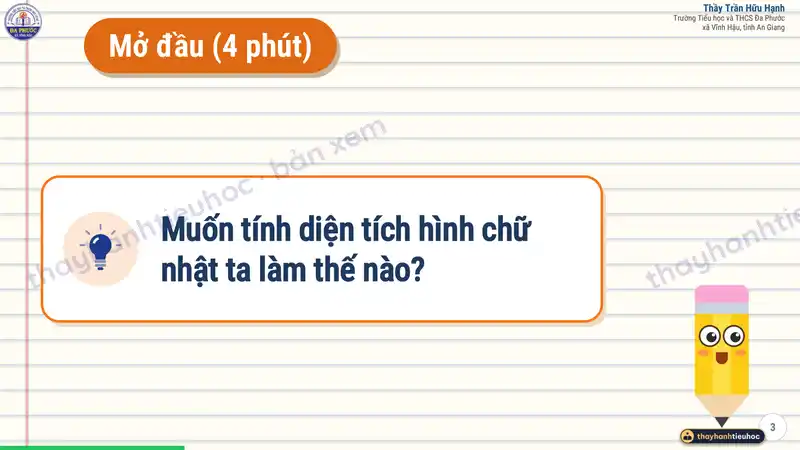 Thầy Trần Hữu Hạnh
Trường Tiểu học và THCS Đa Phước
xã Vĩnh Hậu, tỉnh An Giang
ĐA PHƯỚC
Mở đầu (4 phút)
thayhanhtieuhoc · bản xem
Muốn tính diện tích hình chữ
nhật ta làm thế nào?
thayhanhtie
thayhanhtieuhoc
3